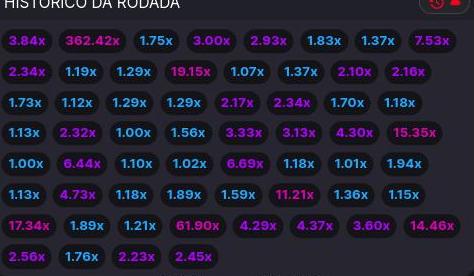 HISTÓRICO DA RODADA
3.84x 362.42x 1.75x 3.00x 2.93x 1.83x 1.37x 7.53x
2.34x 1.19x 1.29x 19.15x 1.07x 1.37x 2.10x 2.16x
1.73x 1.12x 1.29x 1.29x 2.17x 2.34x 1.70x 1.18x
1.13x 2.32x 1.00x 1.56x 3.33x 3.13x 4.30x 15.35x
1.00x 6.44x 1.10x 1.02x 6.69x 1.18x 1.01x 1.94x
1.13x 4.73x 1.18x 1.89x 1.59x 11.21x 1.36x 1.15x
17.34x 1.89x 1.21x 61.90x 4.29x 4.37x 3.60x 14.46x
2.56x 1.76x 2.23x 2.45x